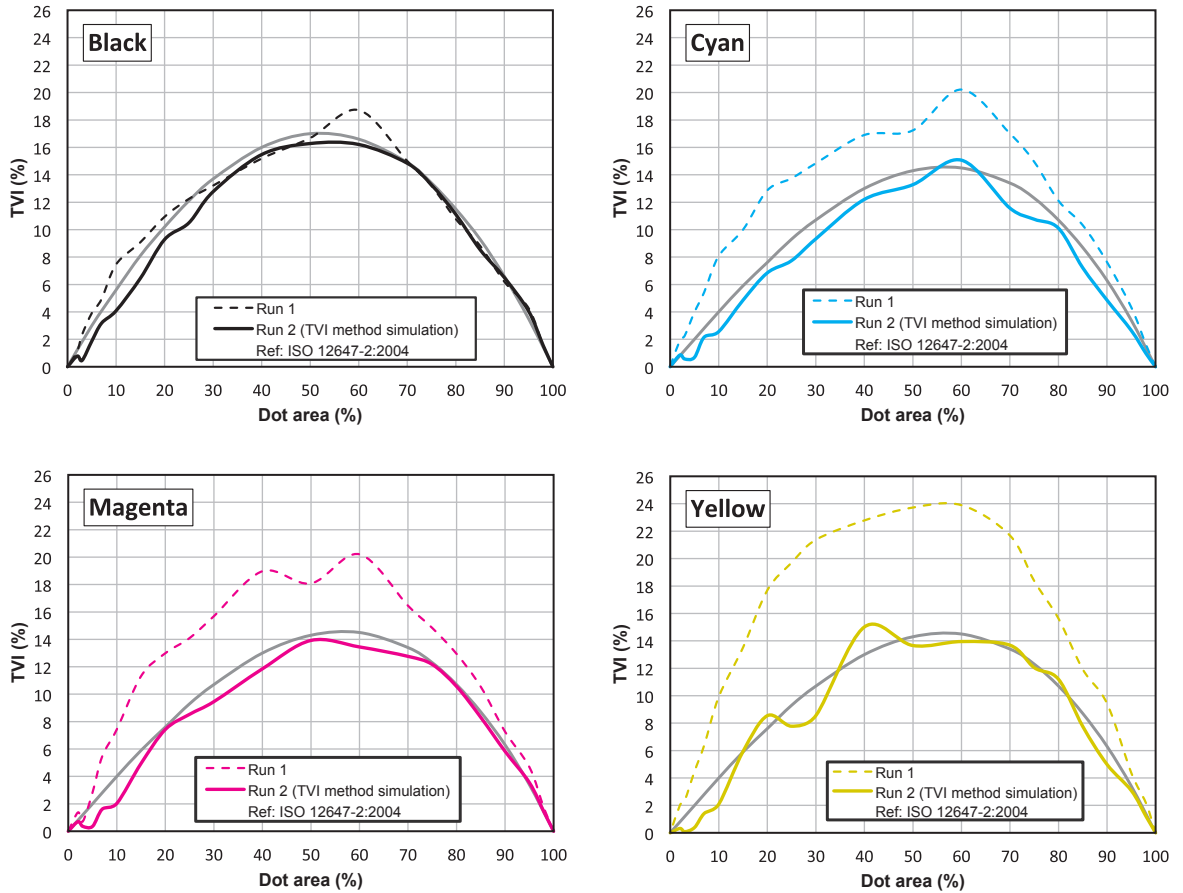 Black
TVI (%)
26
24
22
20
18
16
14
12
10
8
6
4
2
0
Run 1
Run 2 (TVI method simulation)
Ref: ISO 12647-2:2004
0 10 20 30 40 50 60 70 80 90 100
Dot area (%)
Cyan
TVI (%)
26
24
22
20
18
16
14
12
10
8
6
4
2
0
Run 1
Run 2 (TVI method simulation)
Ref: ISO 12647-2:2004
0 10 20 30 40 50 60 70 80 90 100
Dot area (%)
Magenta
TVI (%)
26
24
22
20
18
16
14
12
10
8
6
4
2
0
Run 1
Run 2 (TVI method simulation)
Ref: ISO 12647-2:2004
0 10 20 30 40 50 60 70 80 90 100
Dot area (%)
Yellow
TVI (%)
26
24
22
20
18
16
14
12
10
8
6
4
2
0
Run 1
Run 2 (TVI method simulation)
Ref: ISO 12647-2:2004
0 10 20 30 40 50 60 70 80 90 100
Dot area (%)